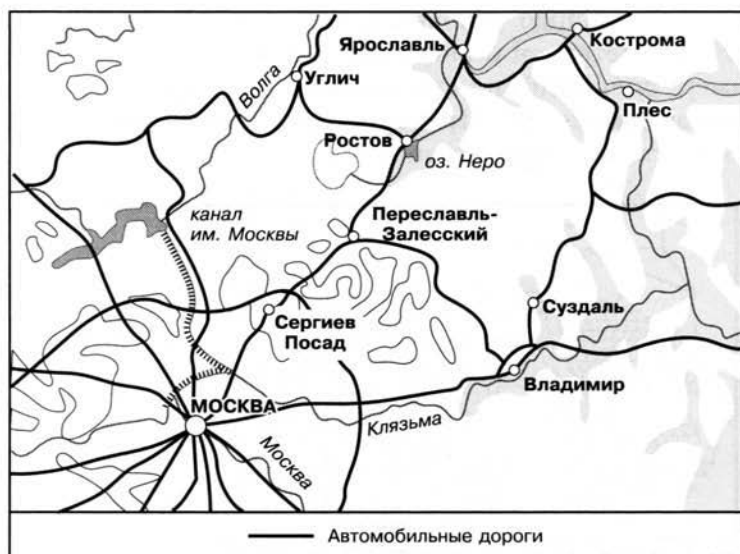 Ярославль
Кострома
Волга
Углич
Плес
Ростов
оз. Неро
канал
им. Москвы
Переславль-
Залесский
Сергиев
Посад
Суздаль
МОСКВА
Владимир
Клязьма
Москва
Автомобильные дороги